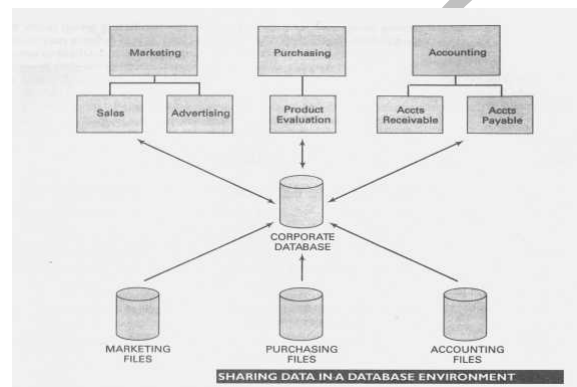 Marketing
Purchasing
Accounting
Sales
Advertising
Product
Evaluation
Accts
Receivable
Accts
Payable
CORPORATE
DATABASE
MARKETING
FILES
PURCHASING
FILES
ACCOUNTING
FILES
SHARING DATA IN A DATABASE ENVIRONMENT